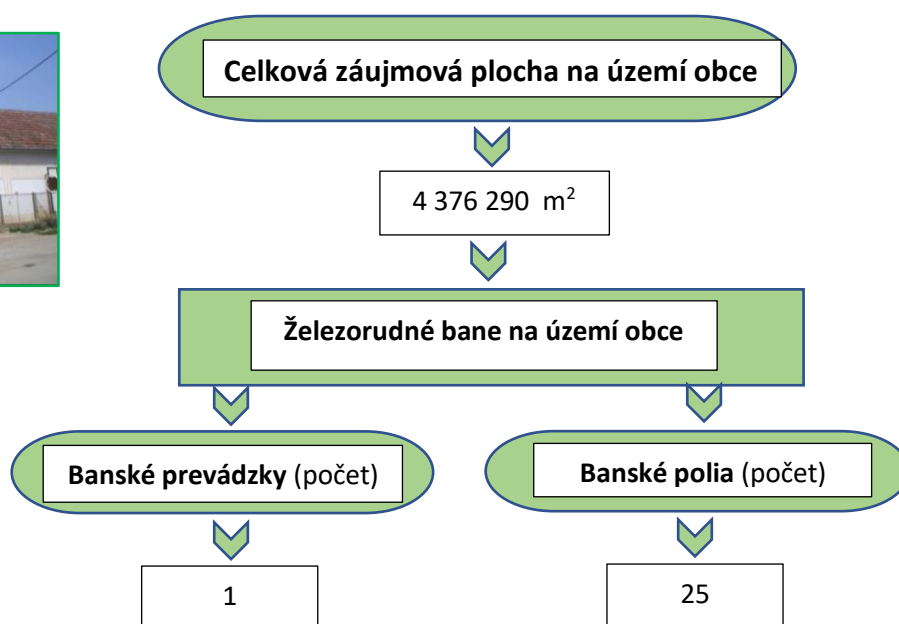 Celková záujmová plocha na území obce
4 376 290 m²
Železorudné bane na území obce
Banské prevádzky (počet)
Banské polia (počet)
1
25